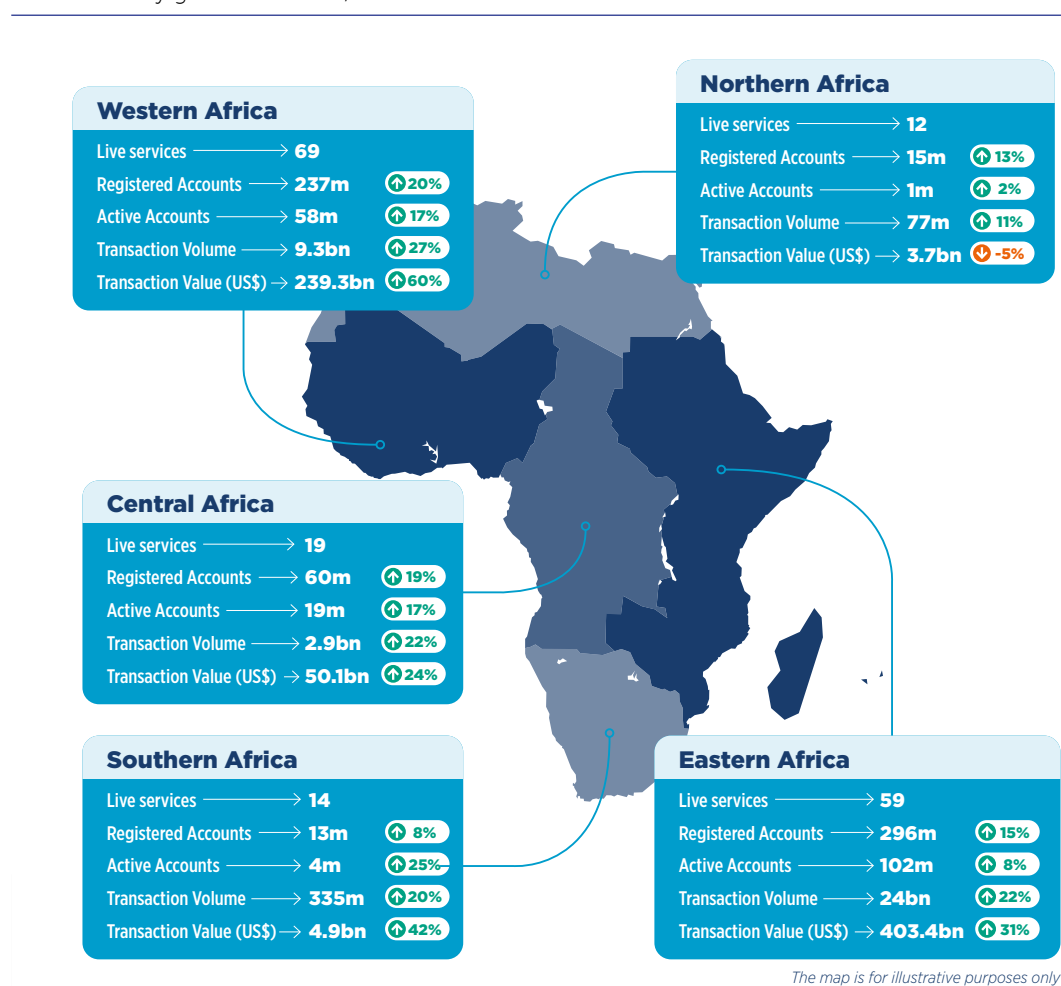 Western Africa
Live services 69
Registered Accounts 237m 20%
Active Accounts 58m 17%
Transaction Volume 9.3bn 27%
Transaction Value (US$) 239.3bn 60%
Northern Africa
Live services 12
Registered Accounts 15m 13%
Active Accounts 1m 2%
Transaction Volume 77m 11%
Transaction Value (US$) 3.7bn -5%
Central Africa
Live services 19
Registered Accounts 60m 19%
Active Accounts 19m 17%
Transaction Volume 2.9bn 22%
Transaction Value (US$) 50.1bn 24%
Southern Africa
Live services 14
Registered Accounts 13m 8%
Active Accounts 4m 25%
Transaction Volume 335m 20%
Transaction Value (US$) 4.9bn 42%
Eastern Africa
Live services 59
Registered Accounts 296m 15%
Active Accounts 102m 8%
Transaction Volume 24bn 22%
Transaction Value (US$) 403.4bn 31%
The map is for illustrative purposes only